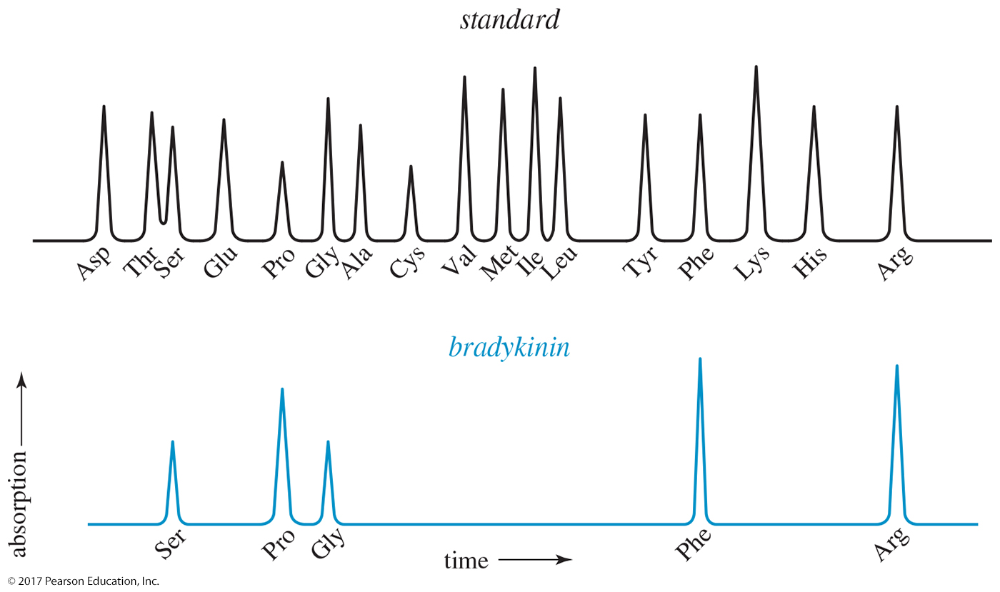 standard
Asp Thr Ser Glu Pro Gly Ala Cys Val Met Ile Leu Tyr Phe Lys His Arg
bradykinin
absorption
Ser Pro Gly Phe Arg
time
© 2017 Pearson Education, Inc.